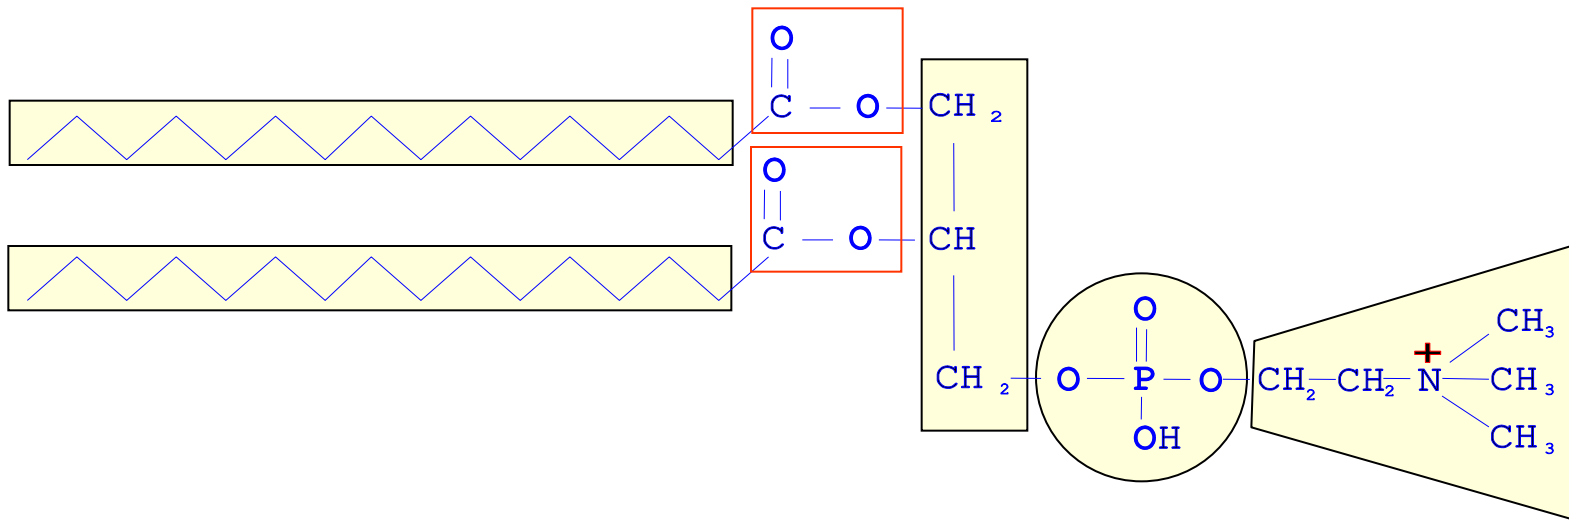 O
C O CH2
O
C O CH
O
CH3
+
CH2 O P O CH2 CH2 N CH3
OH
CH3